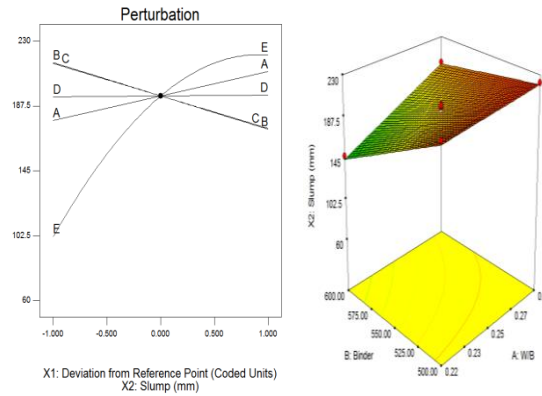 Perturbation
230
187.5
145
102.5
60
B C
D
A
E
E
A
D
C B
-1.000
-0.500
0.000
0.500
1.000
X1: Deviation from Reference Point (Coded Units)
X2: Slump (mm)
230
187.5
145
102.5
60
X2: Slump (mm)
600.00
575.00
550.00
525.00
500.00
B: Binder
0.22
0.23
0.25
0.27
A: W/B